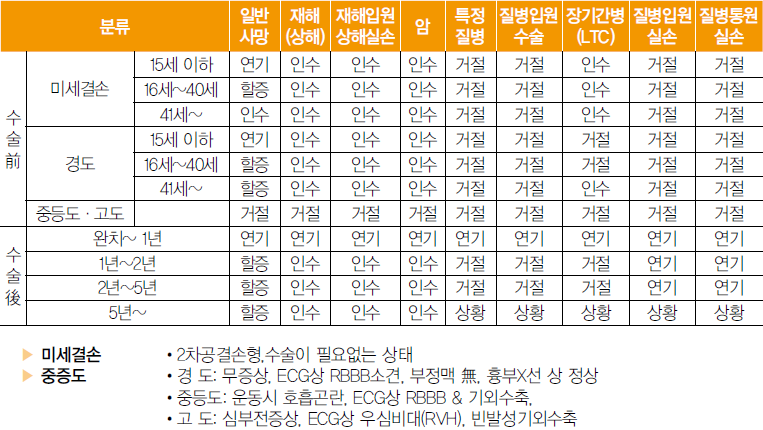 분류 일반사망 재해(상해) 재해입원상해실손 암 특정질병 질병입원수술 장기간병(LTC) 질병입원실손 질병통원실손
수술前 미세결손 15세 이하 연기 인수 인수 인수 거절 거절 인수 거절 거절
16세~40세 할증 인수 인수 인수 거절 거절 인수 거절 거절
41세~ 인수 인수 인수 인수 거절 거절 인수 거절 거절
경도 15세 이하 연기 인수 인수 인수 거절 거절 거절 거절 거절
16세~40세 할증 인수 인수 인수 거절 거절 거절 거절 거절
41세~ 할증 인수 인수 인수 거절 거절 인수 거절 거절
중등도·고도 거절 거절 거절 거절 거절 거절 거절 거절 거절
수술後 완차~ 1년 연기 연기 연기 연기 연기 연기 연기 연기 연기
1년~2년 할증 인수 인수 인수 거절 거절 거절 연기 연기
2년~5년 할증 인수 인수 인수 거절 거절 거절 연기 연기
5년~ 할증 인수 인수 인수 상황 상황 상황 상황 상황
▶ 미세결손 • 2차공결손형,수술이 필요없는 상태
▶ 중증도 • 경 도: 무증상, ECG상 RBBB소견, 부정맥 無, 흉부X선 상 정상
• 중등도: 운동시 호흡곤란, ECG상 RBBB & 기외수축,
• 고 도: 심부전증상, ECG상 우심비대(RVH), 빈발성기외수축